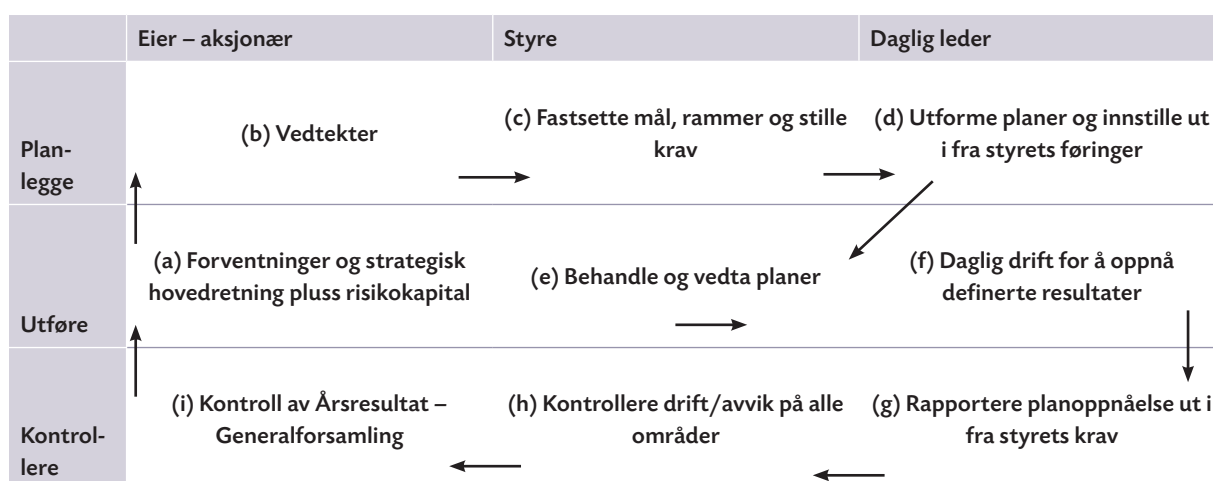 Eier – aksjonær
Styre
Daglig leder
Plan-
legge
(b) Vedtekter
(c) Fastsette mål, rammer og stille
krav
(d) Utforme planer og innstille ut
i fra styrets føringer
Utføre
(a) Forventninger og strategisk
hovedretning pluss risikokapital
(e) Behandle og vedta planer
(f) Daglig drift for å oppnå
definerte resultater
Kontrol-
lere
(i) Kontroll av Årsresultat –
Generalforsamling
(h) Kontrollere drift/avvik på alle
områder
(g) Rapportere planoppnåelse ut i
fra styrets krav